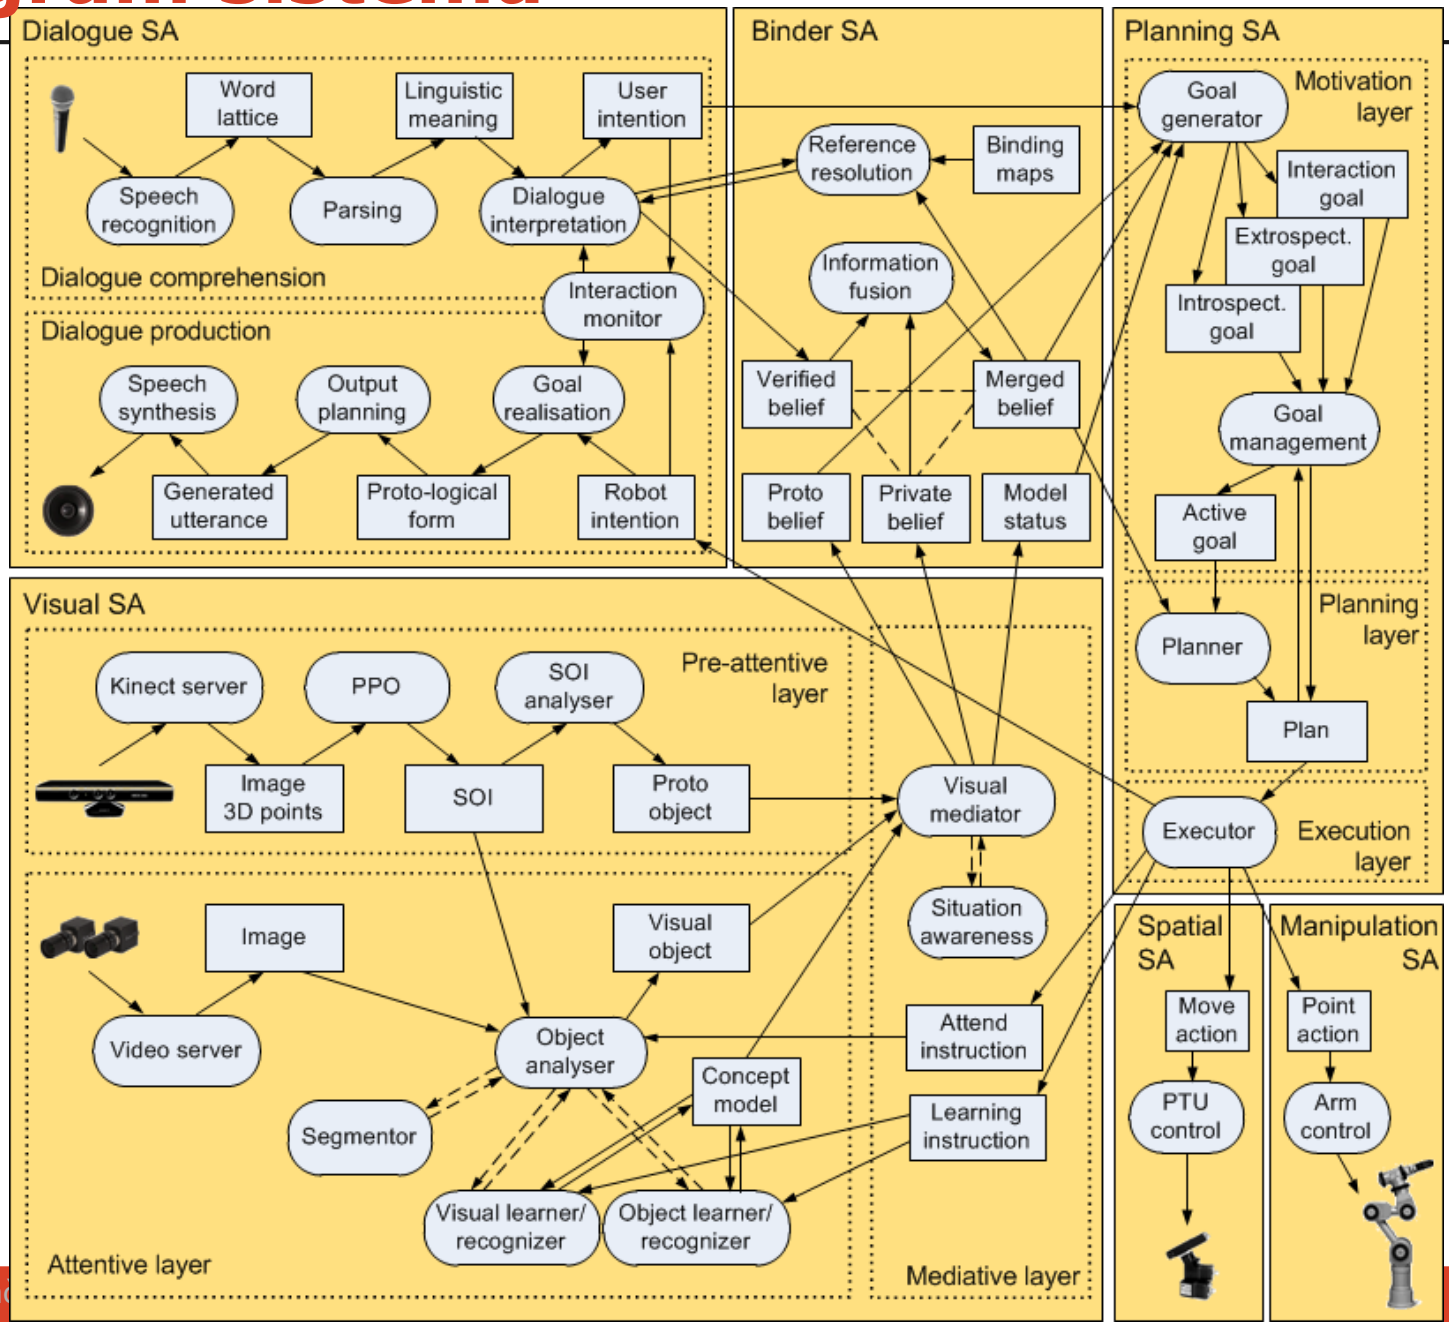 gram sistema
Dialogue SA
Word
lattice
Linguistic
meaning
User
intention
Speech
recognition
Parsing
Dialogue
interpretation
Dialogue comprehension
Interaction
monitor
Dialogue production
Speech
synthesis
Output
planning
Goal
realisation
Generated
utterance
Proto-logical
form
Robot
intention
Binder SA
Reference
resolution
Binding
maps
Information
fusion
Verified
belief
Merged
belief
Proto
belief
Private
belief
Model
status
Planning SA
Goal
generator
Motivation
layer
Interaction
goal
Extrospect.
goal
Introspect.
goal
Goal
management
Active
goal
Planning
layer
Planner
Plan
Executor
Execution
layer
Visual SA
Pre-attentive
layer
Kinect server
PPO
SOI
analyser
Image
3D points
SOI
Proto
object
Visual
mediator
Situation
awareness
Image
Visual
object
Video server
Object
analyser
Attend
instruction
Concept
model
Learning
instruction
Segmentor
Visual learner/
recognizer
Object learner/
recognizer
Attentive layer
Mediative layer
Spatial
SA
Move
action
PTU
control
Manipulation
SA
Point
action
Arm
control